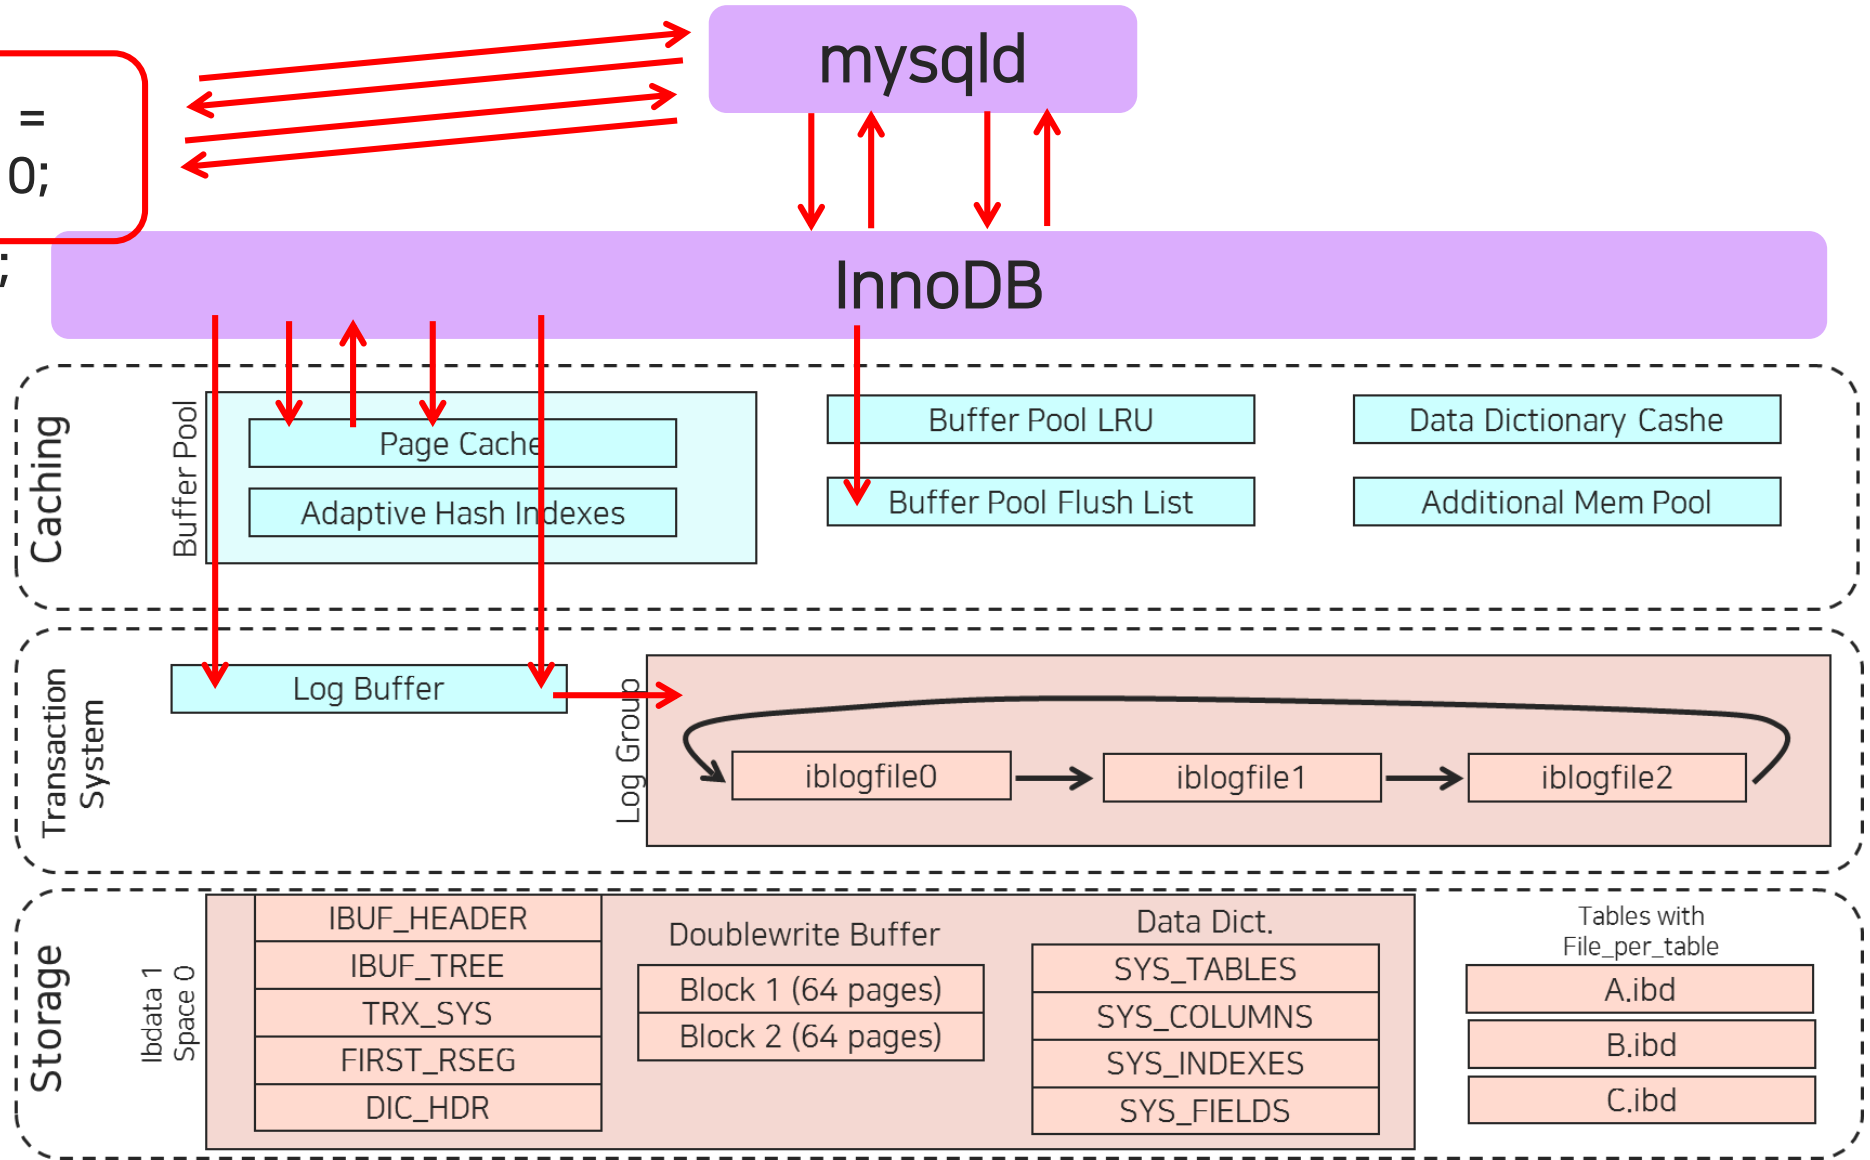 mysqld
=
0;
;
InnoDB
Caching
Buffer Pool
Page Cache
Adaptive Hash Indexes
Buffer Pool LRU
Buffer Pool Flush List
Data Dictionary Cashe
Additional Mem Pool
Transaction
System
Log Buffer
Log Group
iblogfile0
iblogfile1
iblogfile2
Storage
Ibdata 1
Space 0
IBUF_HEADER
IBUF_TREE
TRX_SYS
FIRST_RSEG
DIC_HDR
Doublewrite Buffer
Block 1 (64 pages)
Block 2 (64 pages)
Data Dict.
SYS_TABLES
SYS_COLUMNS
SYS_INDEXES
SYS_FIELDS
Tables with
File_per_table
A.ibd
B.ibd
C.ibd